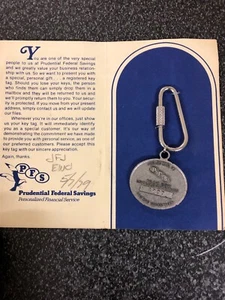 You are one of the very special
people to us at Prudential Federal Savings
and we greatly value your business relation-
ship with us. So we want to present you with
a special, personal gift . . . a registered key
tag. Should you lose your keys, the person
who finds them can simply drop them in a
mailbox and they will be returned to us and
we'll promptly return them to you. Your secu-
rity is protected. If you move from your present
address, simply contact us and we will update
our files.
Whenever you're in our offices, just show
us your key tag. It will immediately identify
you as a special customer. It's our way of
demonstrating the commitment we have made
to provide you with personal service, as one of
our preferred customers. Please accept this
key tag with our sincere appreciation.
Again, thanks.
JFJ
PFS
Prudential Federal Savings
Personalized Financial Service